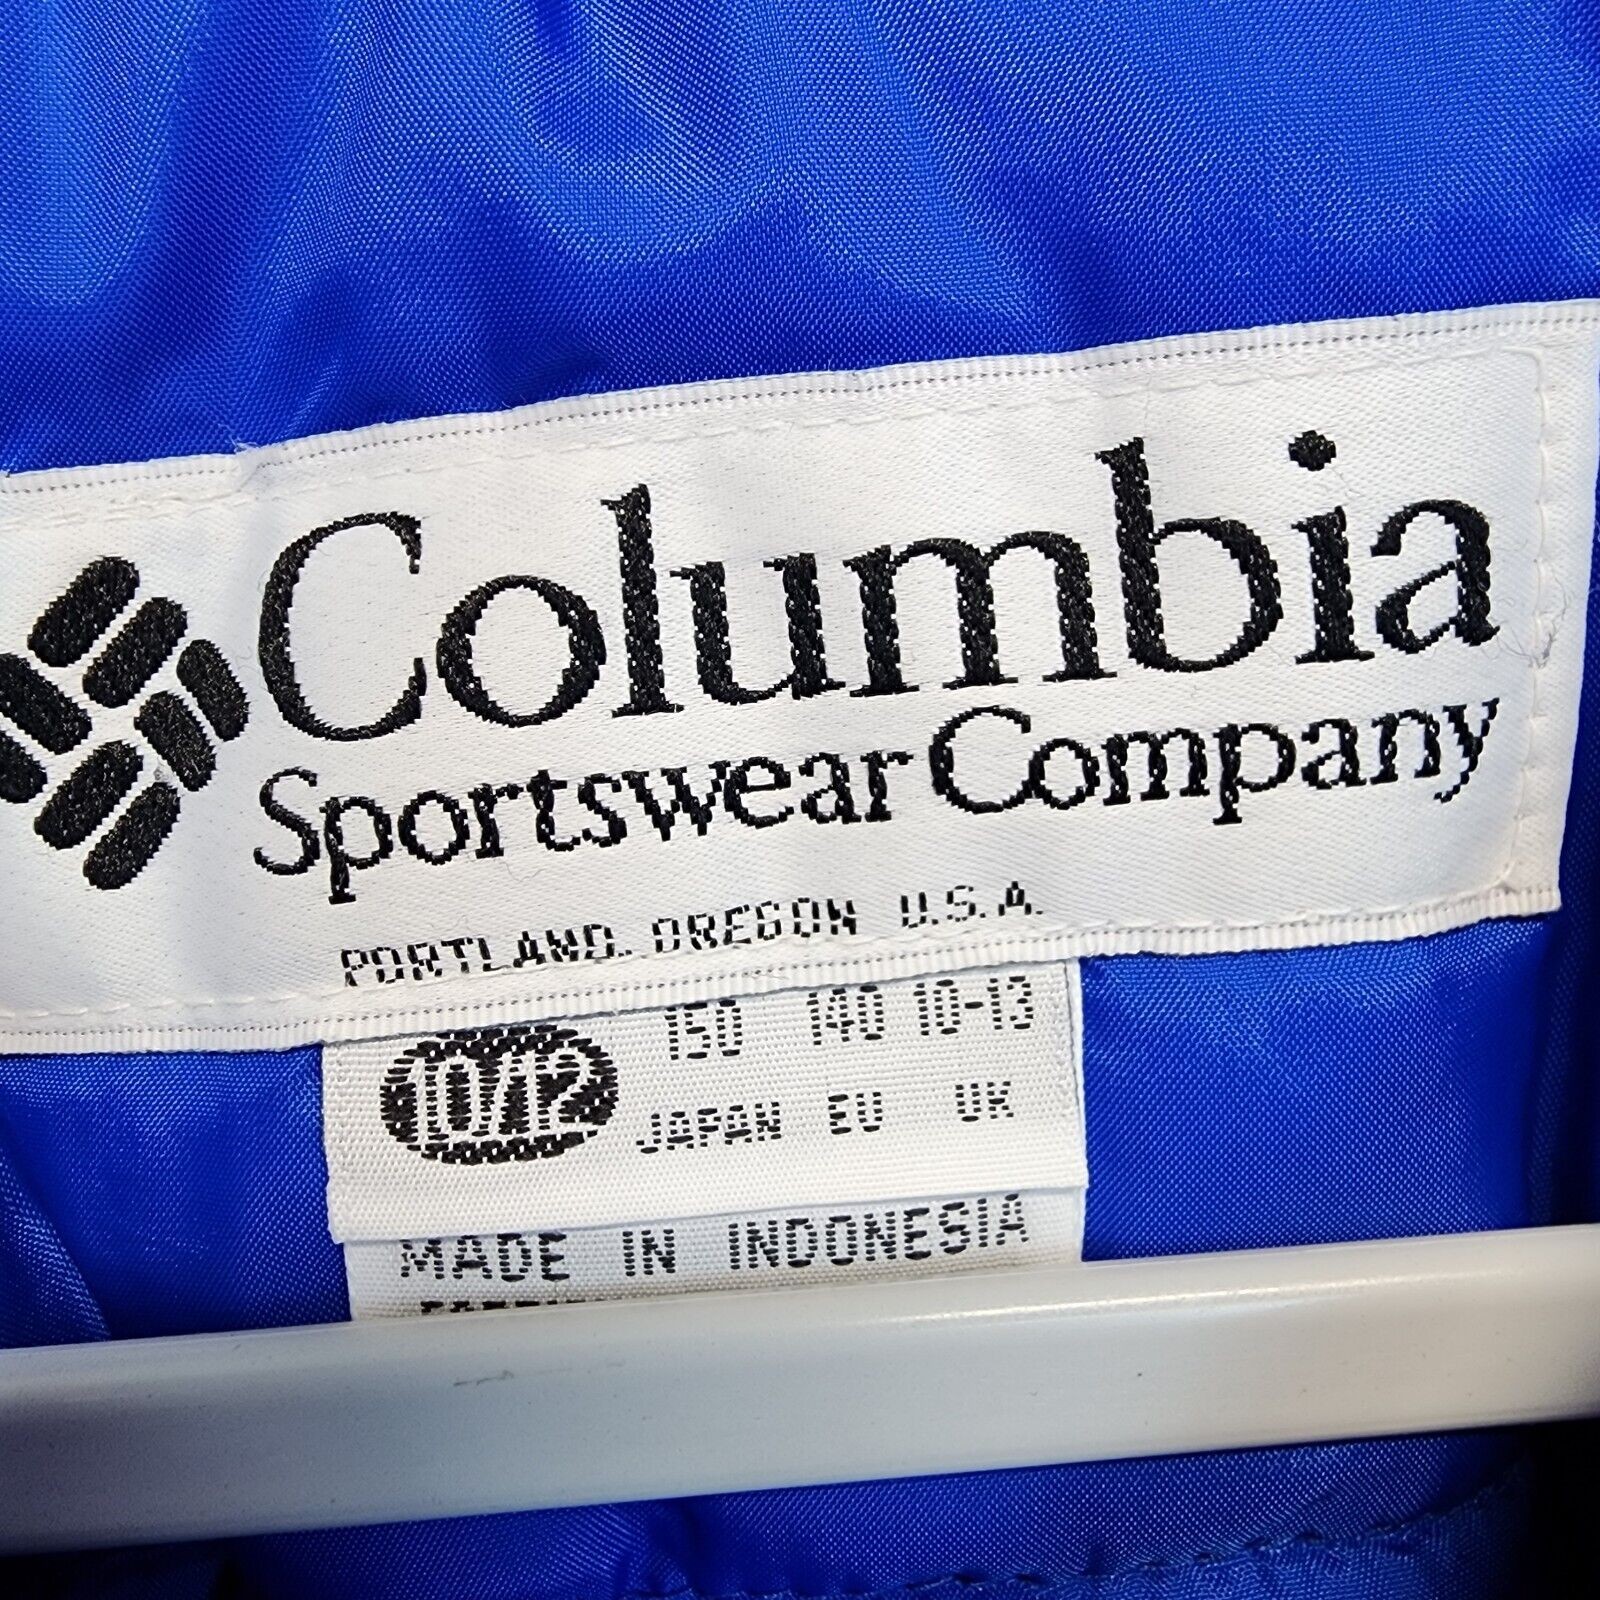 Columbia
Sportswear Company
PORTLAND, OREGON U.S.A.
10/12 150 140 10-13
JAPAN EU UK
MADE IN INDONESIA